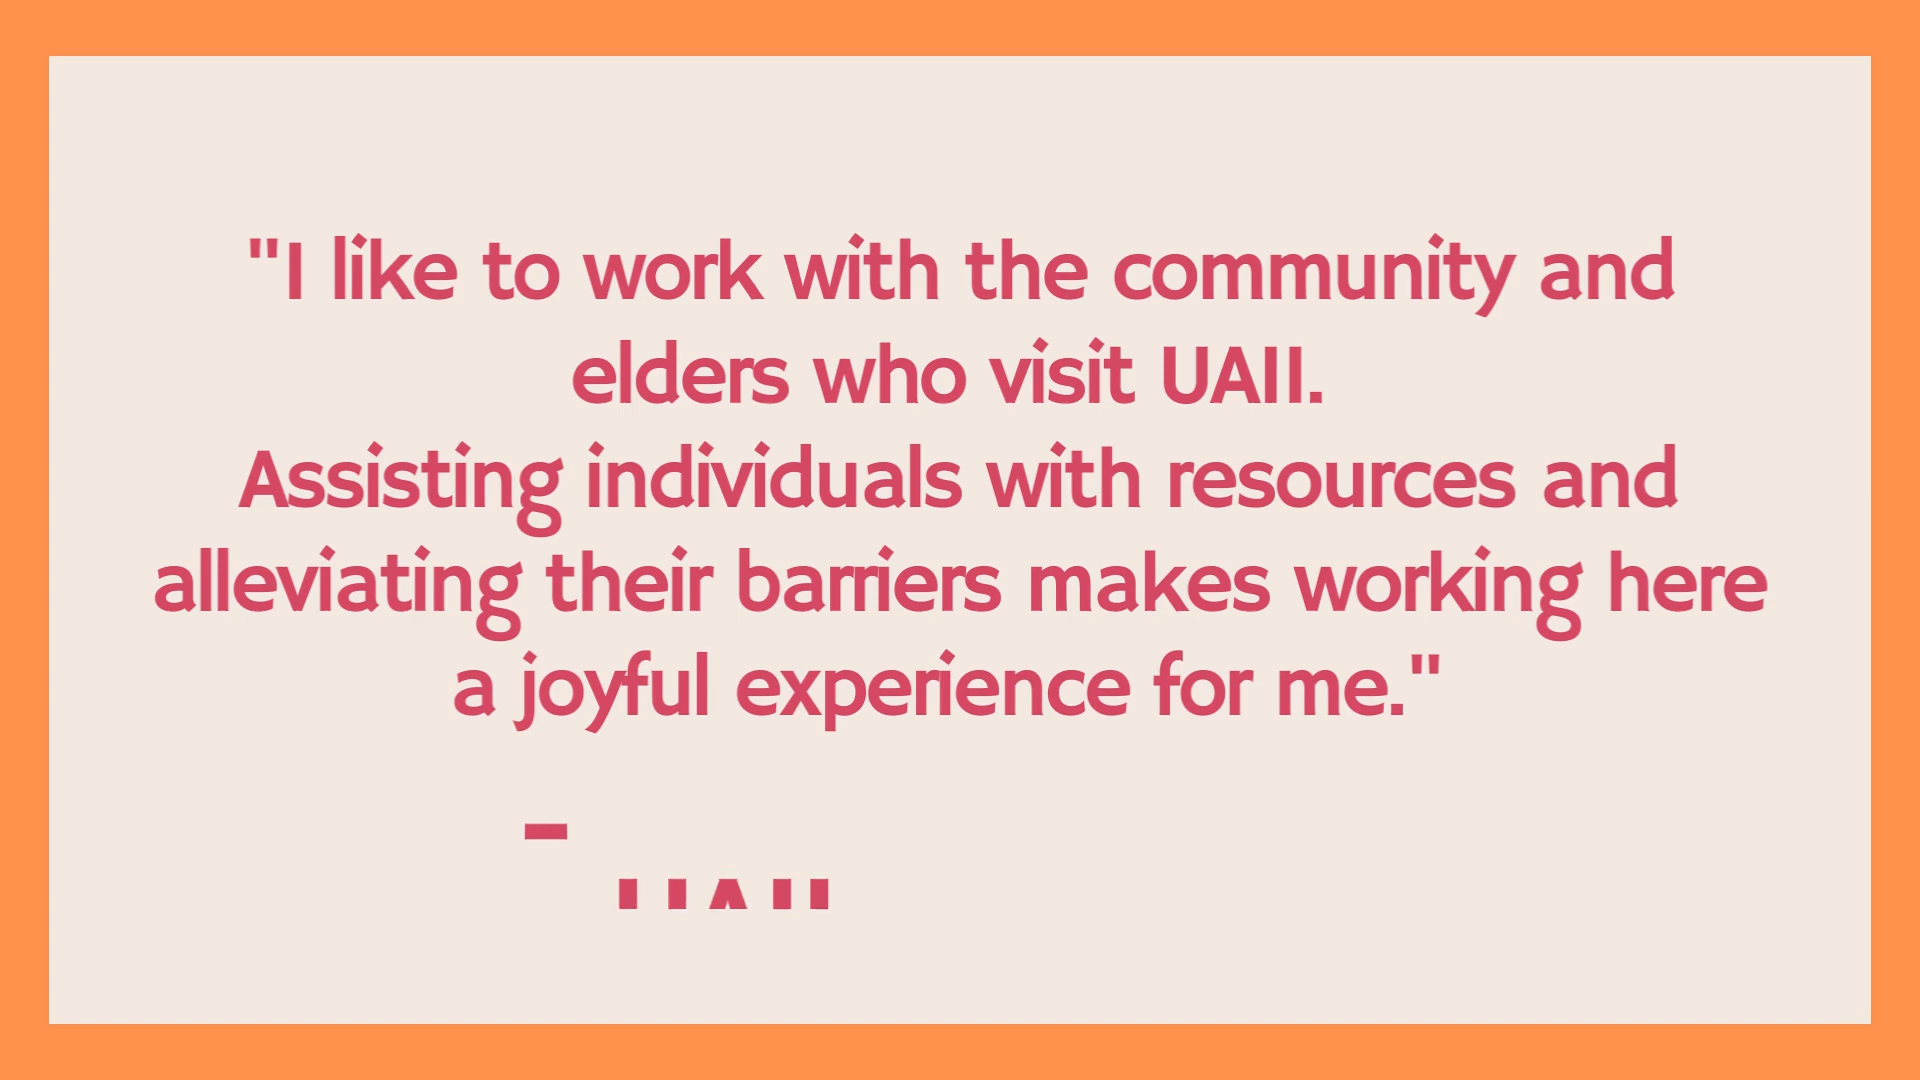 "I like to work with the community and
elders who visit UAII.
Assisting individuals with resources and
alleviating their barriers makes working here
a joyful experience for me."
-